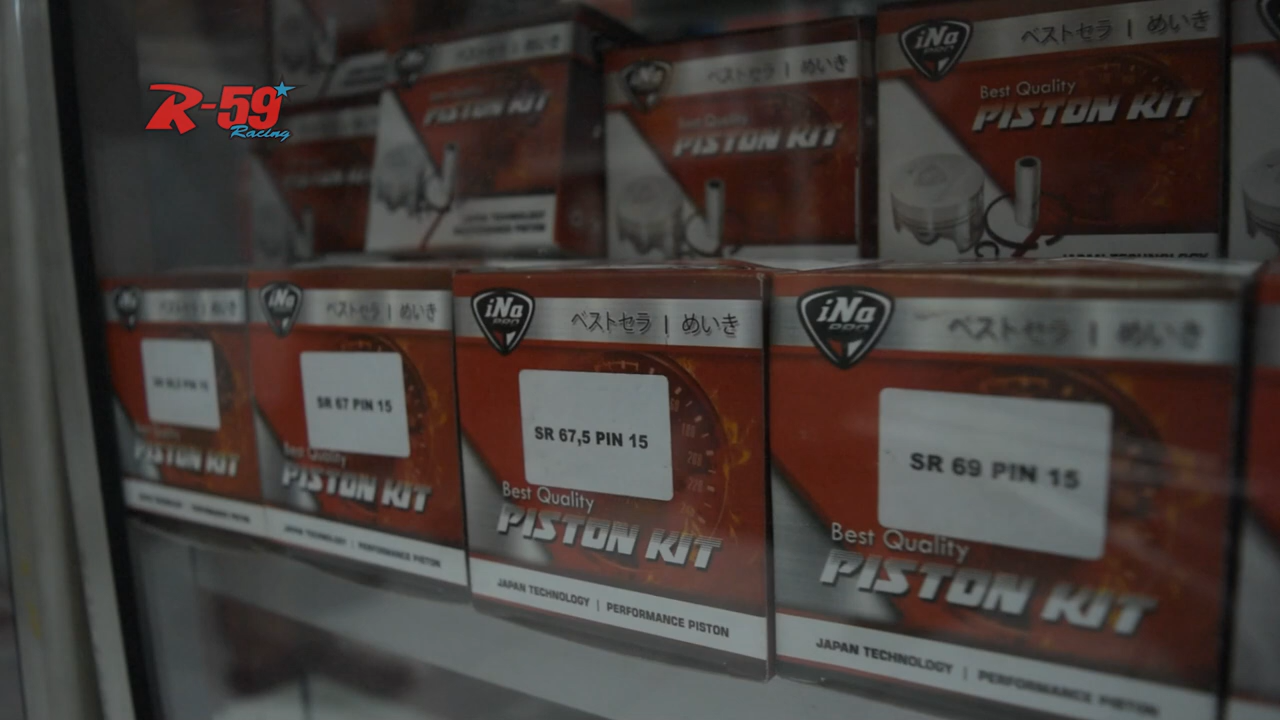 R-59
Racing
PISTON KIT
iNa
ベストセラ | めいき
Best Quality
PISTON KIT
iNa
ベストセラ | めいき
Best Quality
PISTON KIT
iNa
ベストセラ | めいき
PISTON KIT
iNa
ベストセラ | めいき
SR 67 PIN 15
Best Quality
PISTON KIT
JAPAN TECHNOLOGY | PERFORMANCE PISTON
iNa
ベストセラ | めいき
SR 67,5 PIN 15
Best Quality
PISTON KIT
JAPAN TECHNOLOGY | PERFORMANCE PISTON
iNa
ベストセラ | めいき
SR 69 PIN 15
Best Quality
PISTON KIT
JAPAN TECHNOLOGY | PERFORMANCE PISTON